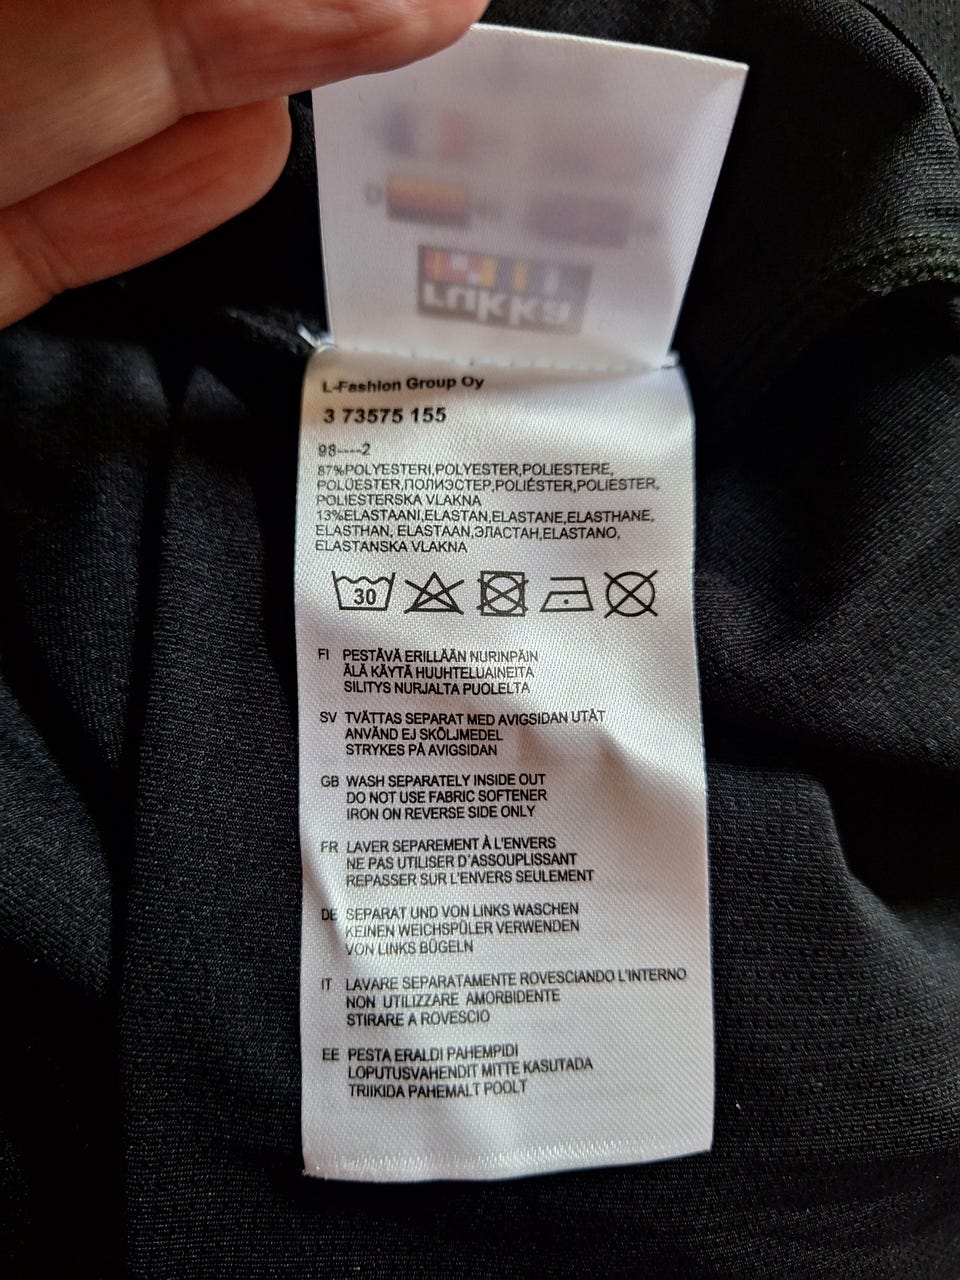 rukka
L-Fashion Group Oy
3 73575 155
98----2
87%POLYESTERI,POLYESTER,POLIESTERE,
POLÜESTER,ПОЛИЭСТЕР,POLIÉSTER,POLIESTER,
POLIESTERSKA VLAKNA
13%ELASTAANI,ELASTAN,ELASTANE,ELASTHANE,
ELASTHAN, ELASTAAN,ЭЛАСТАН,ELASTANO,
ELASTANSKA VLAKNA
30
FI PESTÄVÄ ERILLÄÄN NURINPÄIN
ÄLÄ KÄYTÄ HUUHTELUAINEITA
SILITYS NURJALTA PUOLELTA
SV TVÄTTAS SEPARAT MED AVIGSIDAN UTÅT
ANVÄND EJ SKÖLJMEDEL
STRYKES PÅ AVIGSIDAN
GB WASH SEPARATELY INSIDE OUT
DO NOT USE FABRIC SOFTENER
IRON ON REVERSE SIDE ONLY
FR LAVER SEPAREMENT À L'ENVERS
NE PAS UTILISER D'ASSOUPLISSANT
REPASSER SUR L'ENVERS SEULEMENT
DE SEPARAT UND VON LINKS WASCHEN
KEINEN WEICHSPÜLER VERWENDEN
VON LINKS BÜGELN
IT LAVARE SEPARATAMENTE ROVESCIANDO L'INTERNO
NON UTILIZZARE AMORBIDENTE
STIRARE A ROVESCIO
EE PESTA ERALDI PAHEMPIDI
LOPUTUSVAHENDIT MITTE KASUTADA
TRIIKIDA PAHEMALT POOLT